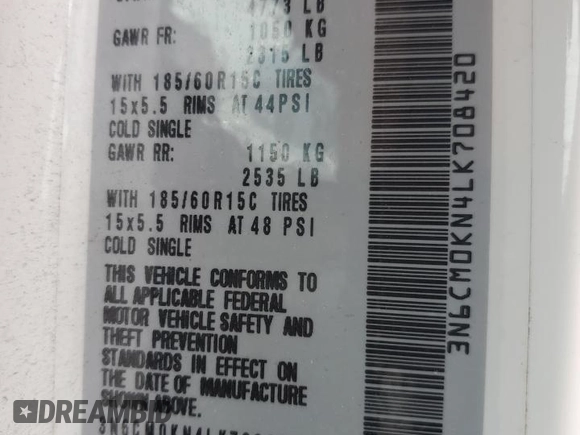 4773 LB
GAWR FR: 1050 KG
2315 LB
WITH 185/60R15C TIRES
15x5.5 RIMS AT 44PSI
COLD SINGLE
GAWR RR: 1150 KG
2535 LB
WITH 185/60R15C TIRES
15x5.5 RIMS AT 48 PSI
COLD SINGLE
THIS VEHICLE CONFORMS TO
ALL APPLICABLE FEDERAL
MOTOR VEHICLE SAFETY AND
THEFT PREVENTION
STANDARDS IN EFFECT ON
THE DATE OF MANUFACTURE
SHOWN ABOVE.
3N6CM0KN4LK708420
DREAMBID